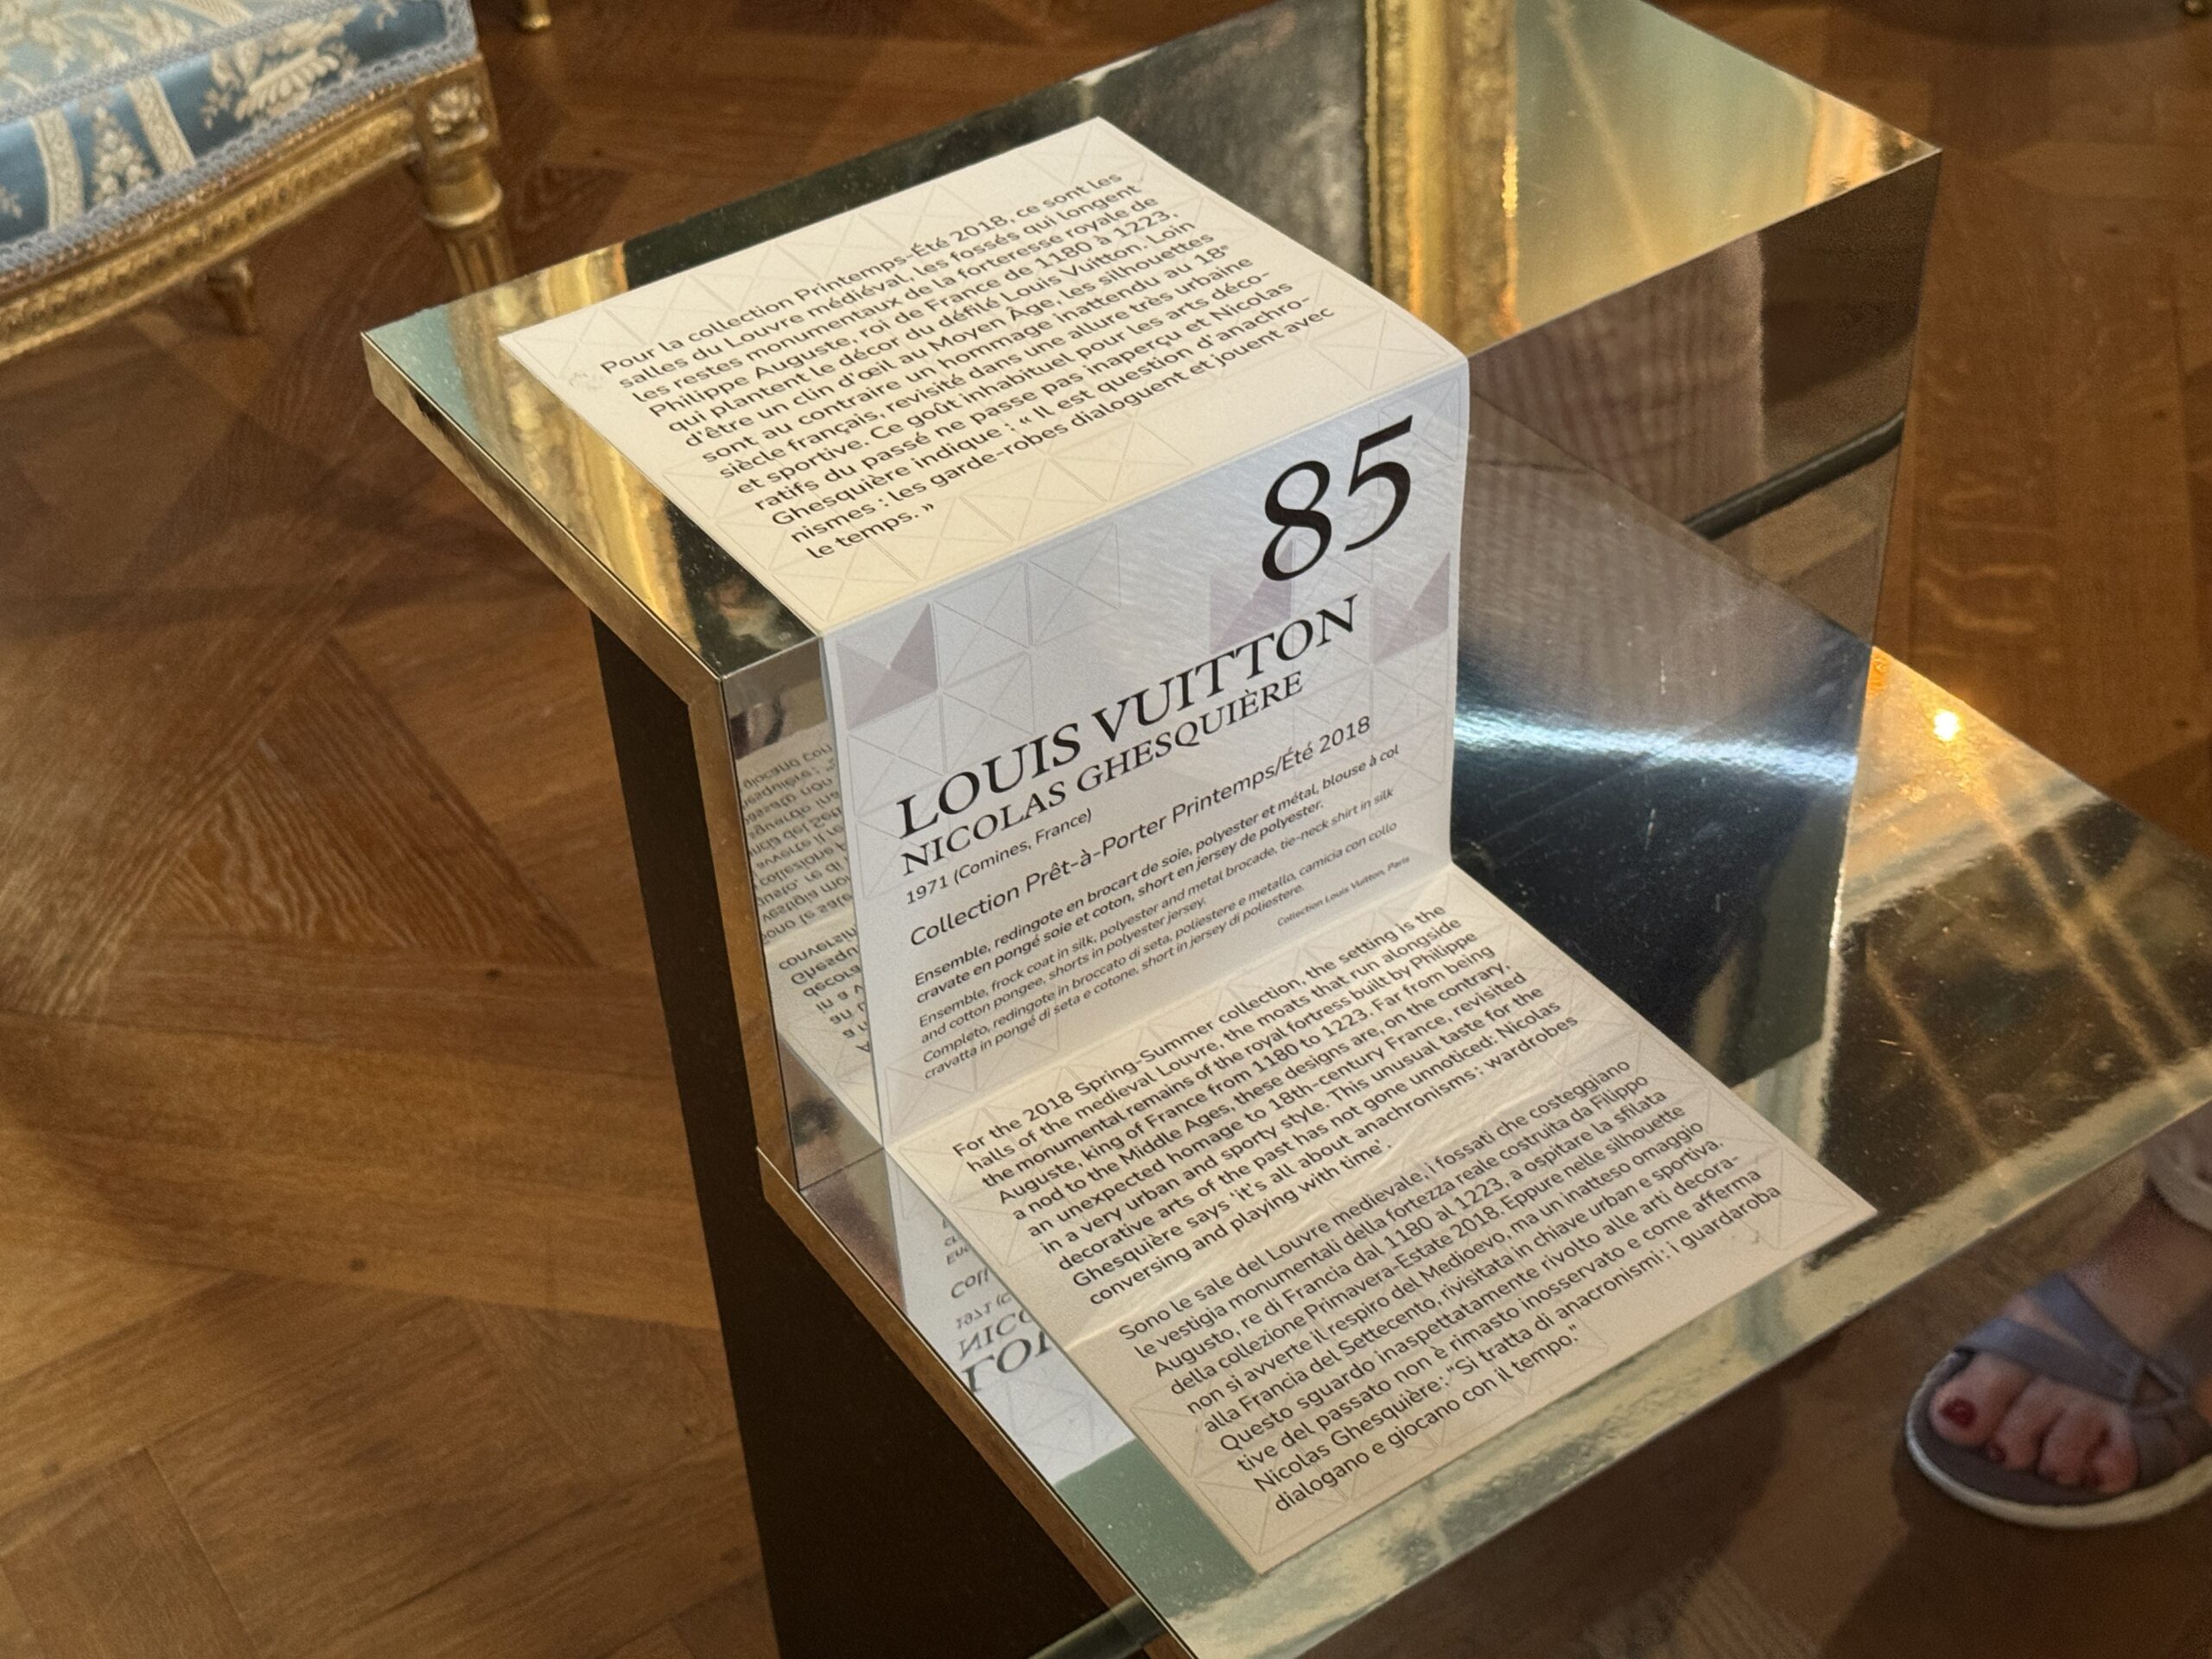 Pour la collection Printemps-Été 2018, ce sont les
salles du Louvre médiéval, les fossés qui longent
les restes monumentaux de la forteresse royale de
Philippe Auguste, roi de France de 1180 à 1223,
qui plantent le décor du défilé Louis Vuitton. Loin
d'être un clin d'œil au Moyen Âge, les silhouettes
sont au contraire un hommage inattendu au 18e
siècle français, revisité dans une allure très urbaine
et sportive. Ce goût inhabituel pour les arts déco-
ratifs du passé ne passe pas inaperçu et Nicolas
Ghesquière indique : « Il est question d'anachro-
nismes : les garde-robes dialoguent et jouent avec
le temps. »
85
LOUIS VUITTON
NICOLAS GHESQUIÈRE
1971 (Comines, France)
Collection Prêt-à-Porter Printemps/Été 2018
Ensemble, redingote en brocart de soie, polyester et métal, blouse à col
cravate en pongé soie et coton, short en jersey de polyester.
Ensemble, frock coat in silk, polyester and metal brocade, tie-neck shirt in silk
and cotton pongee, shorts in polyester jersey.
Completo, redingote in broccato di seta, poliestere e metallo, camicia con collo
cravatta in pongé di seta e cotone, short in jersey di poliestere.
Collection Louis Vuitton, Paris
For the 2018 Spring-Summer collection, the setting is the
halls of the medieval Louvre, the moats that run alongside
the monumental remains of the royal fortress built by Philippe
Auguste, king of France from 1180 to 1223. Far from being
a nod to the Middle Ages, these designs are, on the contrary,
an unexpected homage to 18th-century France, revisited
in a very urban and sporty style. This unusual taste for the
decorative arts of the past has not gone unnoticed: Nicolas
Ghesquière says 'it's all about anachronisms: wardrobes
conversing and playing with time'.
Sono le sale del Louvre medievale, i fossati che costeggiano
le vestigia monumentali della fortezza reale costruita da Filippo
Augusto, re di Francia dal 1180 al 1223, a ospitare la sfilata
della collezione Primavera-Estate 2018. Eppure nelle silhouette
non si avverte il respiro del Medioevo, ma un inatteso omaggio
alla Francia del Settecento, rivisitata in chiave urban e sportiva.
Questo sguardo inaspettatamente rivolto alle arti decora-
tive del passato non è rimasto inosservato e come afferma
Nicolas Ghesquière: "Si tratta di anacronismi: i guardaroba
dialogano e giocano con il tempo."